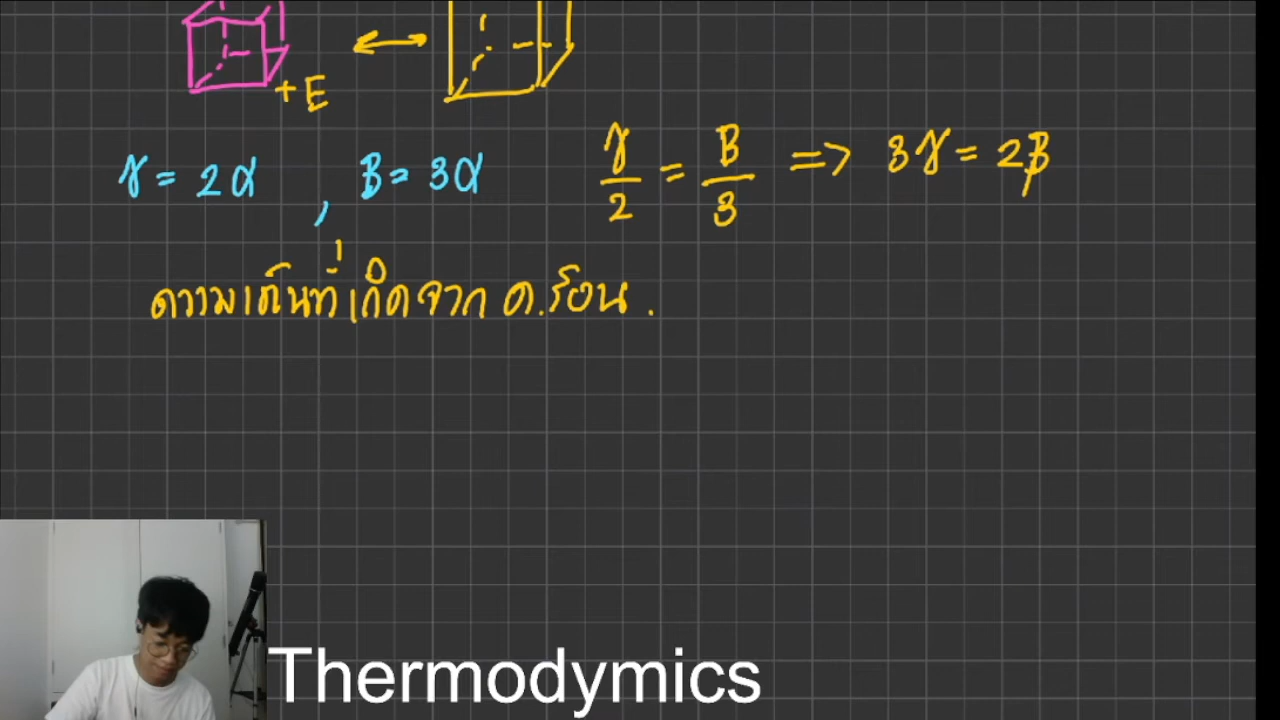 + E
γ = 2α , β = 3α
γ/2 = β/3 => 3γ = 2β
ความเค้นที่เกิดจาก ค.ร้อน.
Thermodymics